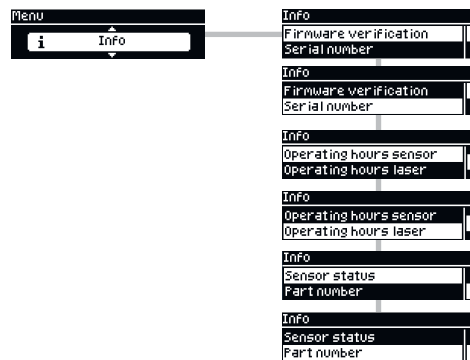 Menu
i Info
Info
Firmware verification
Serial number
Info
Firmware verification
Serial number
Info
Operating hours sensor
Operating hours laser
Info
Operating hours sensor
Operating hours laser
Info
Sensor status
Part number
Info
Sensor status
Part number